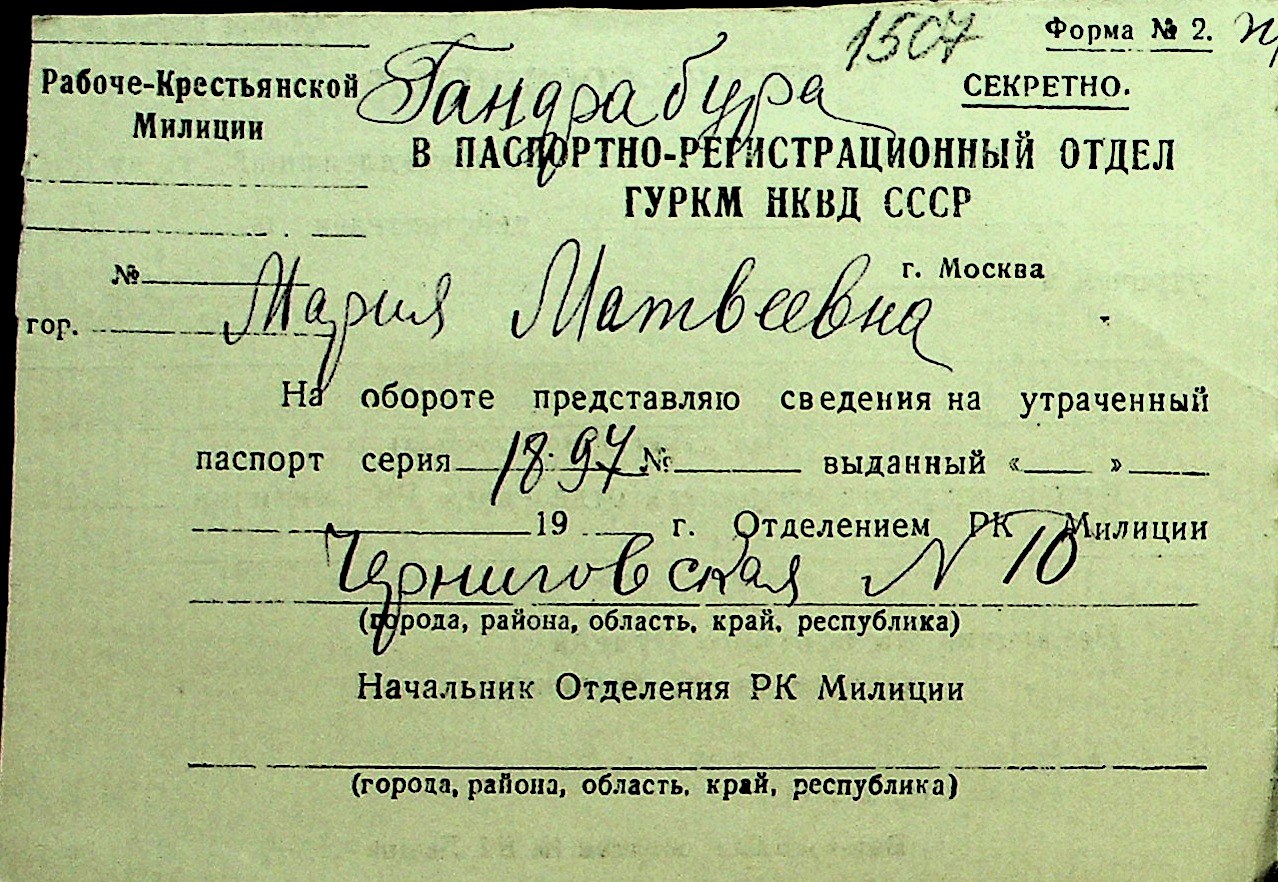 1507 Форма № 2.
Рабоче-Крестьянской Гандрабура СЕКРЕТНО.
Милиции
В ПАСПОРТНО-РЕГИСТРАЦИОННЫЙ ОТДЕЛ
ГУРКМ НКВД СССР
№ г. Москва
гор. Мария Матвеевна
На обороте представляю сведения на утраченный
паспорт серия 1897 № выданный « »
19 г. Отделением РК Милиции
Черниговская N 10
(города, района, область, край, республика)
Начальник Отделения РК Милиции
(города, района, область, край, республика)